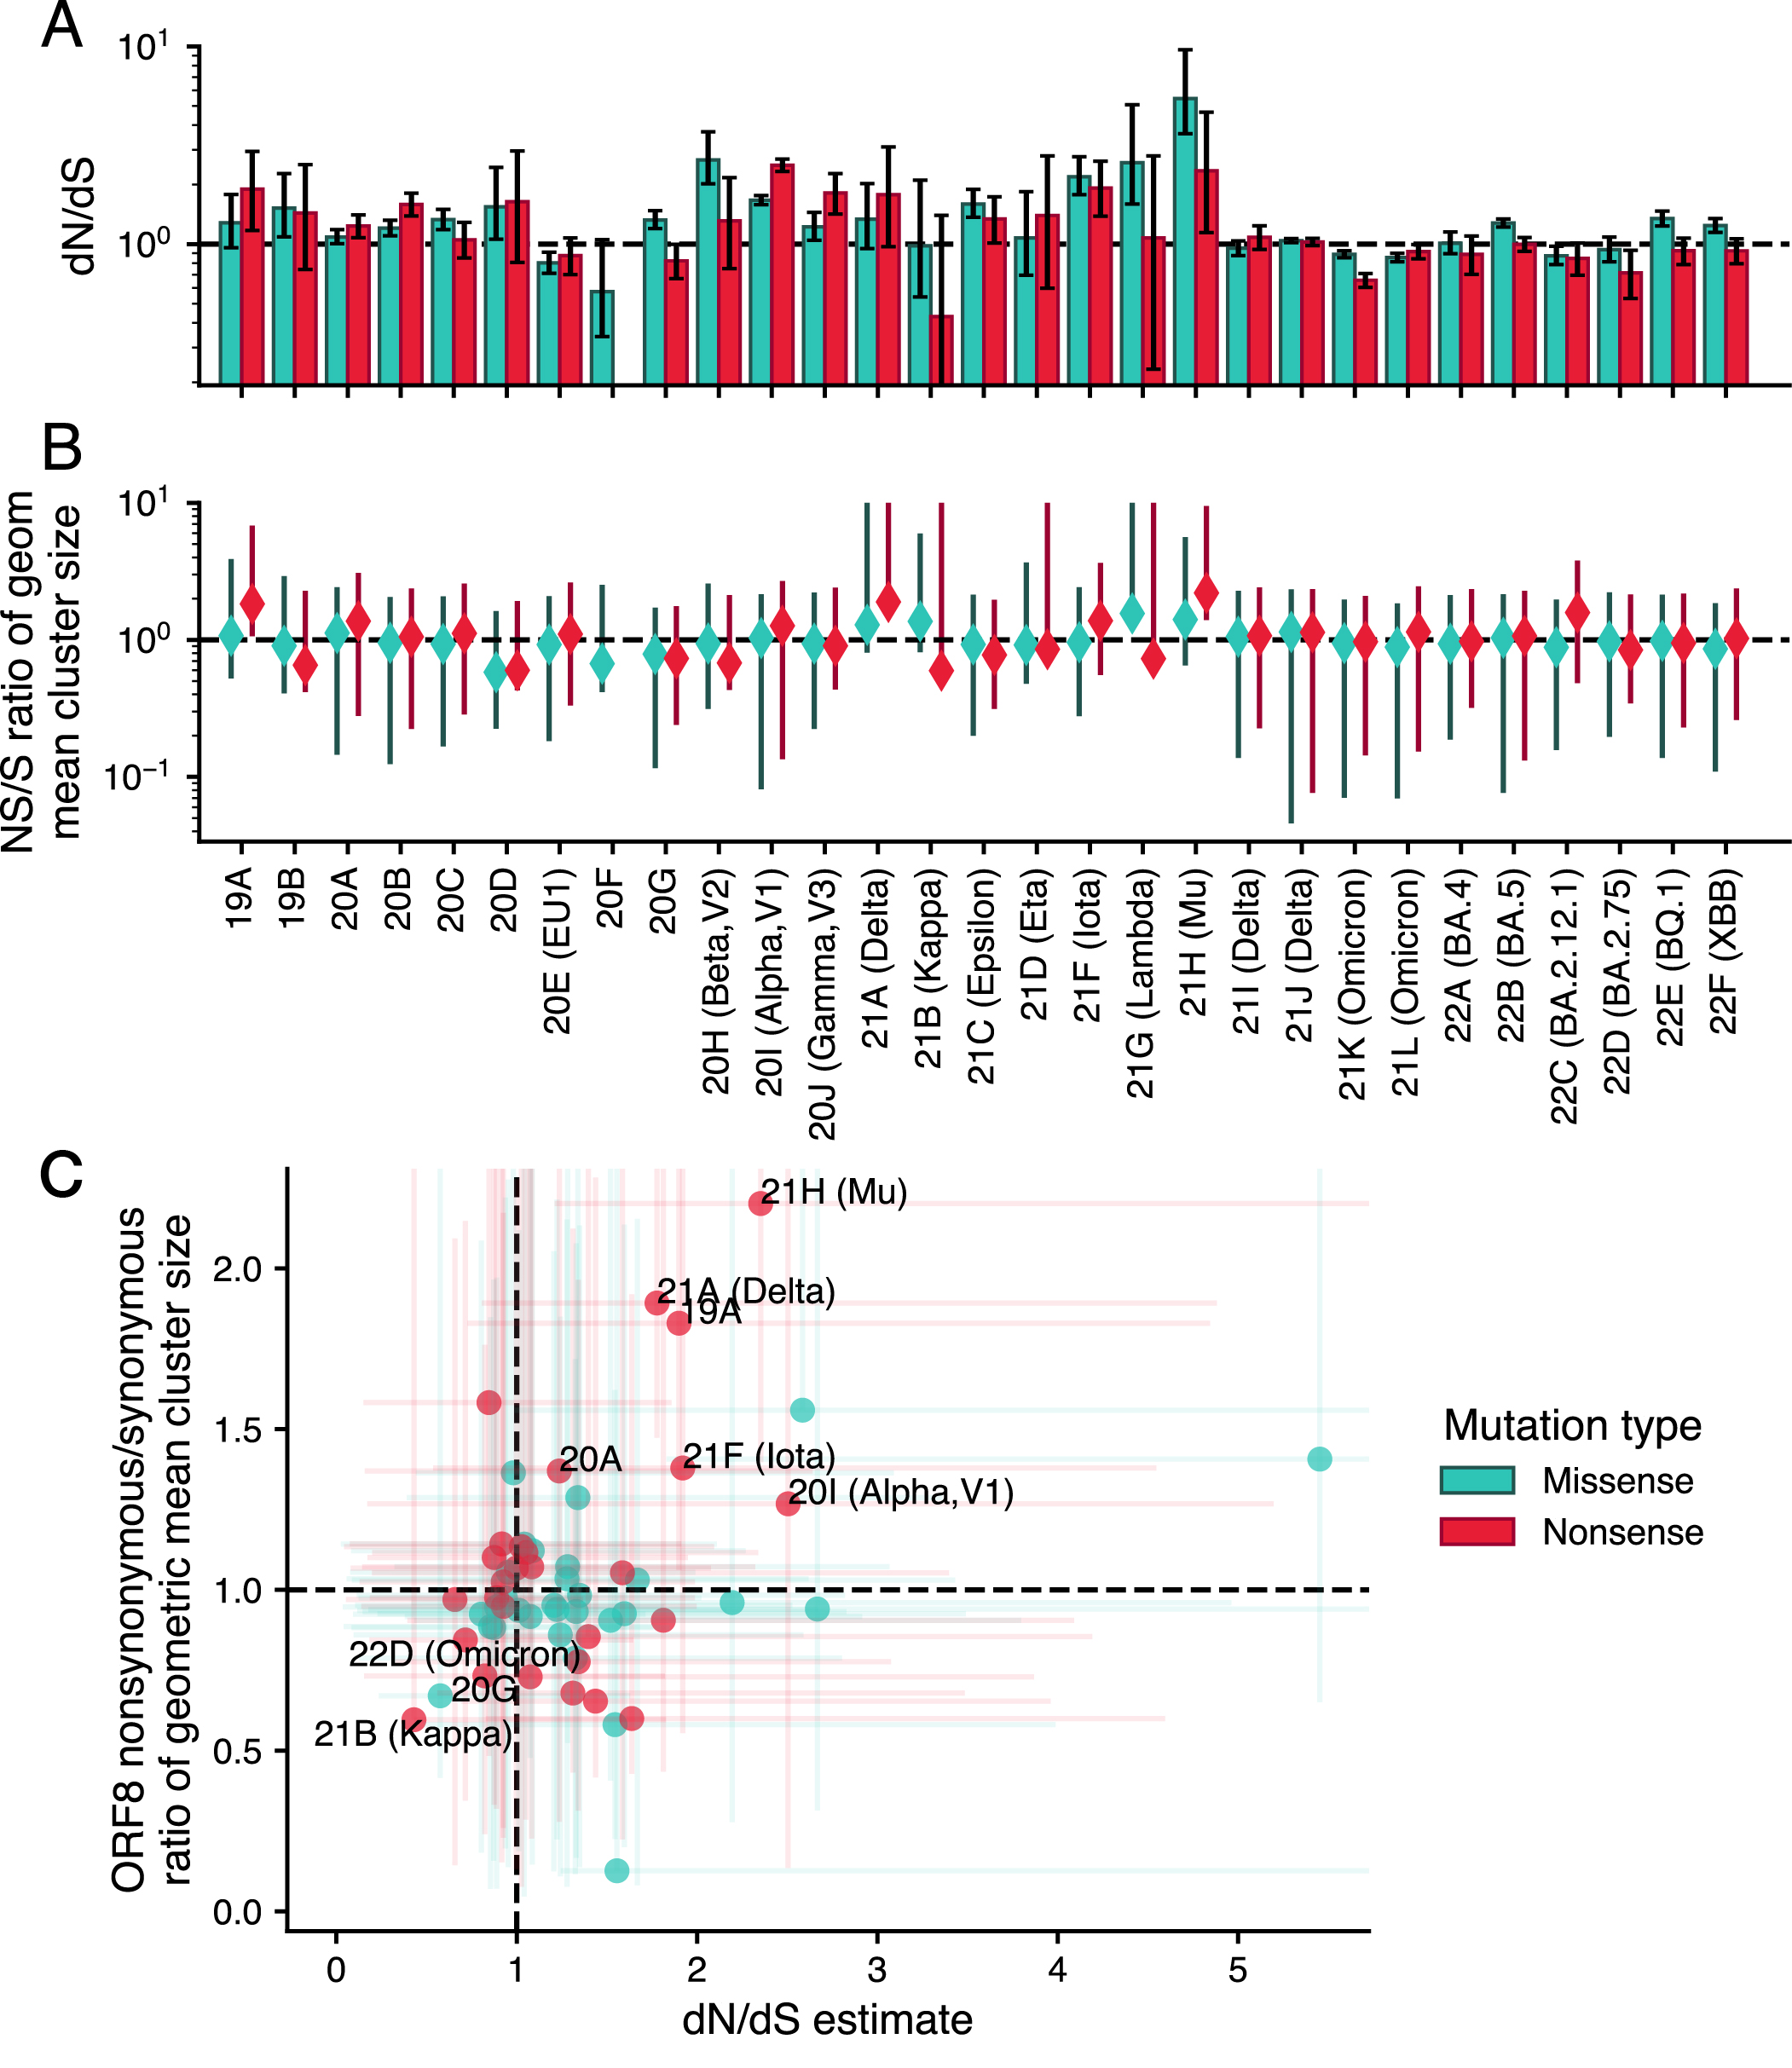 A
10¹
10⁰
dN/dS
B
10¹
10⁰
10⁻¹
NS/S ratio of geom
mean cluster size
19A
19B
20A
20B
20C
20D
20E (EU1)
20F
20G
20H (Beta,V2)
20I (Alpha,V1)
20J (Gamma,V3)
21A (Delta)
21B (Kappa)
21C (Epsilon)
21D (Eta)
21F (Iota)
21G (Lambda)
21H (Mu)
21I (Delta)
21J (Delta)
21K (Omicron)
21L (Omicron)
22A (BA.4)
22B (BA.5)
22C (BA.2.12.1)
22D (BA.2.75)
22E (BQ.1)
22F (XBB)
C
ORF8 nonsynonymous/synonymous
ratio of geometric mean cluster size
2.0
1.5
1.0
0.5
0.0
21H (Mu)
21A (Delta)
19A
20A
21F (Iota)
20I (Alpha,V1)
22D (Omicron)
20G
21B (Kappa)
0
1
2
3
4
5
dN/dS estimate
Mutation type
Missense
Nonsense